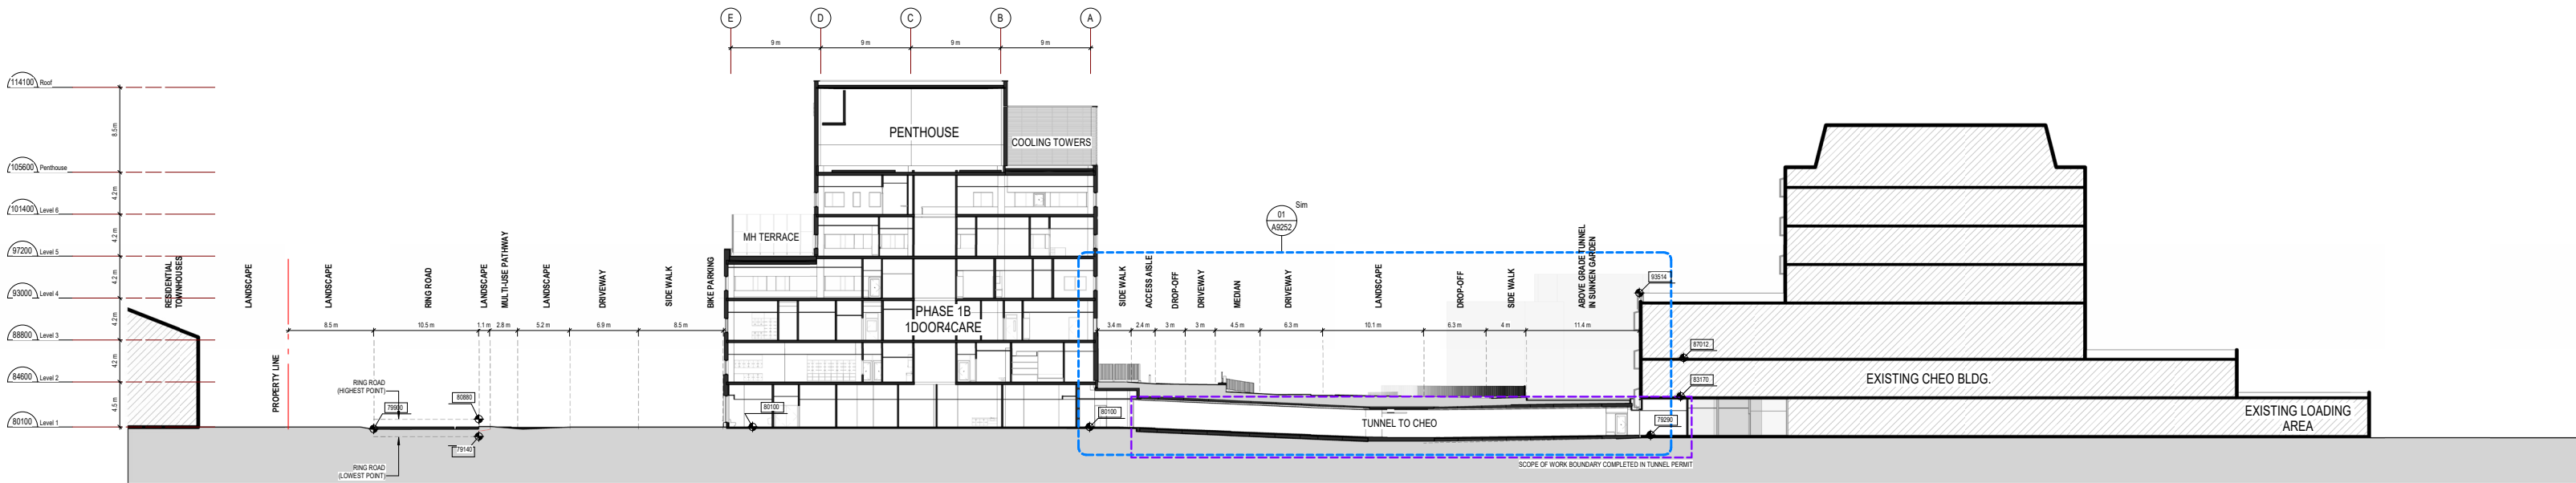 E
D
C
B
A
9 m
9 m
9 m
9 m
114100 Roof
8.5 m
105600 Penthouse
4.2 m
101400 Level 6
4.2 m
97200 Level 5
4.2 m
93000 Level 4
4.2 m
88800 Level 3
4.2 m
84600 Level 2
4.5 m
80100 Level 1
PENTHOUSE
COOLING TOWERS
MH TERRACE
PHASE 1B
1DOOR4CARE
01
A9252
Sim
RESIDENTIAL
TOWNHOUSES
LANDSCAPE
PROPERTY LINE
LANDSCAPE
RING ROAD
LANDSCAPE
MULTI-USE PATHWAY
LANDSCAPE
DRIVEWAY
SIDE WALK
BIKE PARKING
8.5 m
10.5 m
1.1 m
2.8 m
5.2 m
6.9 m
8.5 m
SIDE WALK
ACCESS AISLE
DROP-OFF
DRIVEWAY
MEDIAN
DRIVEWAY
LANDSCAPE
DROP-OFF
SIDE WALK
ABOVE GRADE TUNNEL
IN SUNKEN GARDEN
3.4 m
2.4 m
3 m
3 m
4.5 m
6.3 m
10.1 m
6.3 m
4 m
11.4 m
93514
87012
83170
79290
RING ROAD
(HIGHEST POINT)
80880
79140
RING ROAD
(LOWEST POINT)
80100
80100
TUNNEL TO CHEO
SCOPE OF WORK BOUNDARY COMPLETED IN TUNNEL PERMIT
EXISTING CHEO BLDG.
EXISTING LOADING
AREA